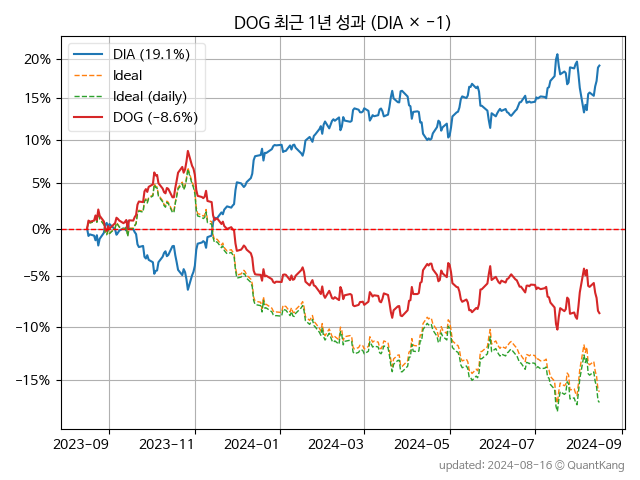 DOG 최근 1년 성과 (DIA × −1)
DIA (19.1%)
Ideal
Ideal (daily)
DOG (−8.6%)
20%
15%
10%
5%
0%
−5%
−10%
−15%
2023−09
2023−11
2024−01
2024−03
2024−05
2024−07
2024−09
updated: 2024−08−16 ⓒ QuantKang